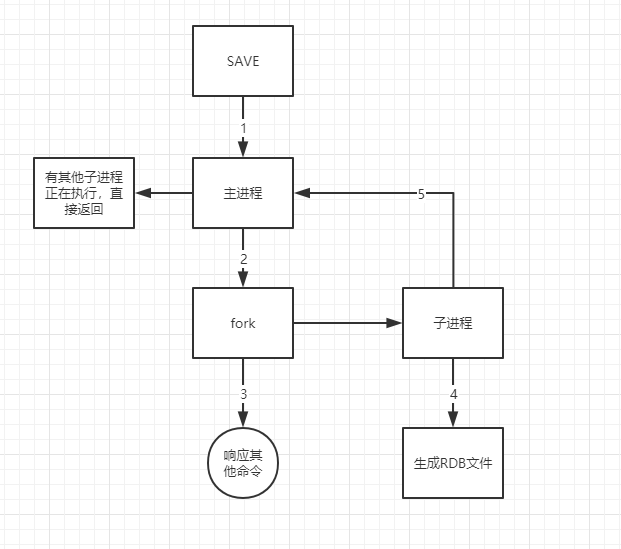 SAVE
1
有其他子进程
正在执行，直
接返回
主进程
5
2
fork
子进程
3
4
响应其
他命令
生成RDB文件